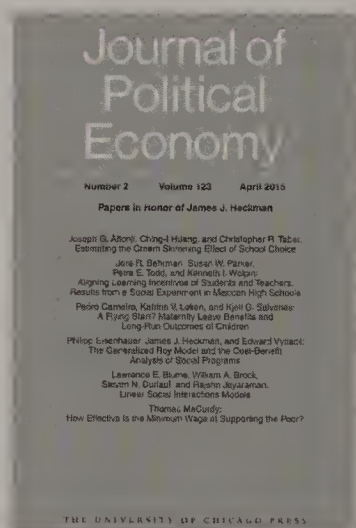 Journal of
Political
Economy
Number 2 Volume 123 April 2015
Papers in Honor of James J. Heckman
Joseph G. Altonji, Ching-I Huang, and Christopher R. Taber:
Estimating the Cream Skimming Effect of School Choice
Jere R. Behrman, Susan W. Parker,
Petra E. Todd, and Kenneth I. Wolpin:
Aligning Learning Incentives of Students and Teachers:
Results from a Social Experiment in Mexican High Schools
Pedro Carneiro, Katrine V. Løken, and Kjell G. Salvanes:
A Flying Start? Maternity Leave Benefits and
Long-Run Outcomes of Children
Philipp Eisenhauer, James J. Heckman, and Edward Vytlacil:
The Generalized Roy Model and the Cost-Benefit
Analysis of Social Programs
Lawrence E. Blume, William A. Brock,
Steven N. Durlauf, and Rajshri Jayaraman:
Linear Social Interactions Models
Thomas MaCurdy:
How Effective Is the Minimum Wage at Supporting the Poor?
THE UNIVERSITY OF CHICAGO PRESS